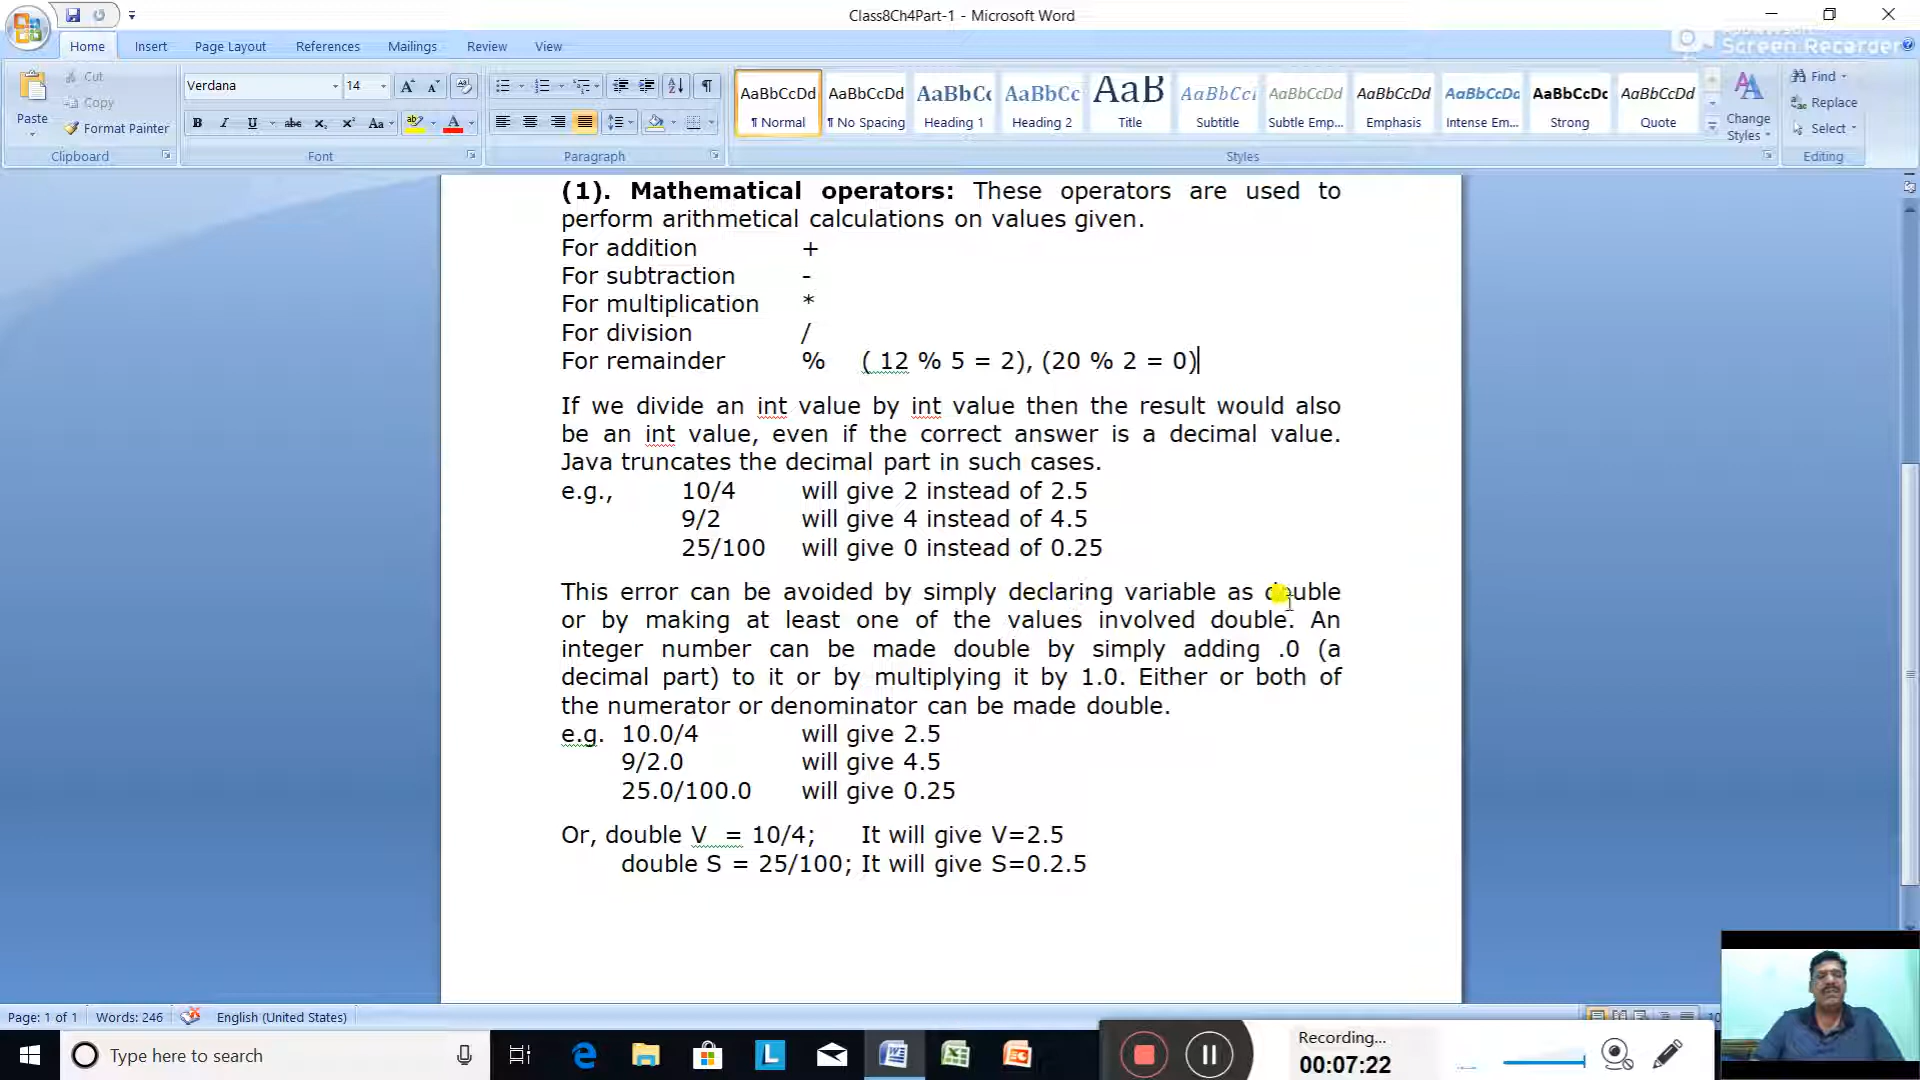 Class8Ch4Part-1 - Microsoft Word
Screen Recorder
Home Insert Page Layout References Mailings Review View
Paste
Cut
Copy
Format Painter
Clipboard
Verdana 14
Font
Paragraph
AaBbCcDd AaBbCcDd AaBbCc AaBbCc AaB AaBbCcI AaBbCcDd AaBbCcDd AaBbCcDd AaBbCcDc AaBbCcDd
¶ Normal ¶ No Spacing Heading 1 Heading 2 Title Subtitle Subtle Emp... Emphasis Intense Em... Strong Quote
Change
Styles
Styles
Find
Replace
Select
Editing
(1). Mathematical operators: These operators are used to
perform arithmetical calculations on values given.
For addition +
For subtraction -
For multiplication *
For division /
For remainder % ( 12 % 5 = 2), (20 % 2 = 0)
If we divide an int value by int value then the result would also
be an int value, even if the correct answer is a decimal value.
Java truncates the decimal part in such cases.
e.g., 10/4 will give 2 instead of 2.5
9/2 will give 4 instead of 4.5
25/100 will give 0 instead of 0.25
This error can be avoided by simply declaring variable as double
or by making at least one of the values involved double. An
integer number can be made double by simply adding .0 (a
decimal part) to it or by multiplying it by 1.0. Either or both of
the numerator or denominator can be made double.
e.g. 10.0/4 will give 2.5
9/2.0 will give 4.5
25.0/100.0 will give 0.25
Or, double V = 10/4; It will give V=2.5
double S = 25/100; It will give S=0.2.5
Page: 1 of 1 Words: 246 English (United States)
Type here to search
Recording...
00:07:22